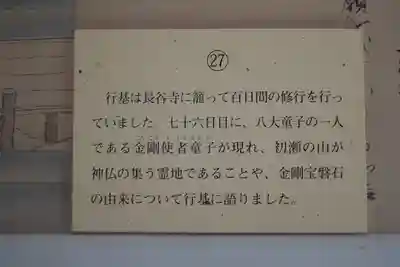 ㉗
行基は長谷寺に籠って百日間の修行を行っ
ていました 七十六日目に、八大童子の一人
である金剛使者童子が現れ、初瀬の山が
神仏の集う霊地であることや、金剛宝磐石
の由来について行基に語りました。